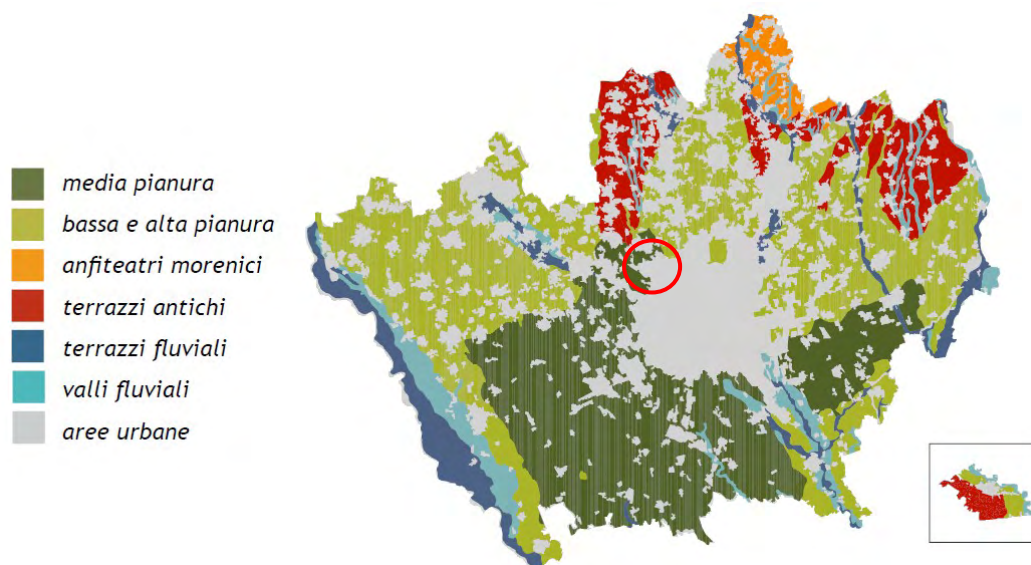 media pianura
bassa e alta pianura
anfiteatri morenici
terrazzi antichi
terrazzi fluviali
valli fluviali
aree urbane